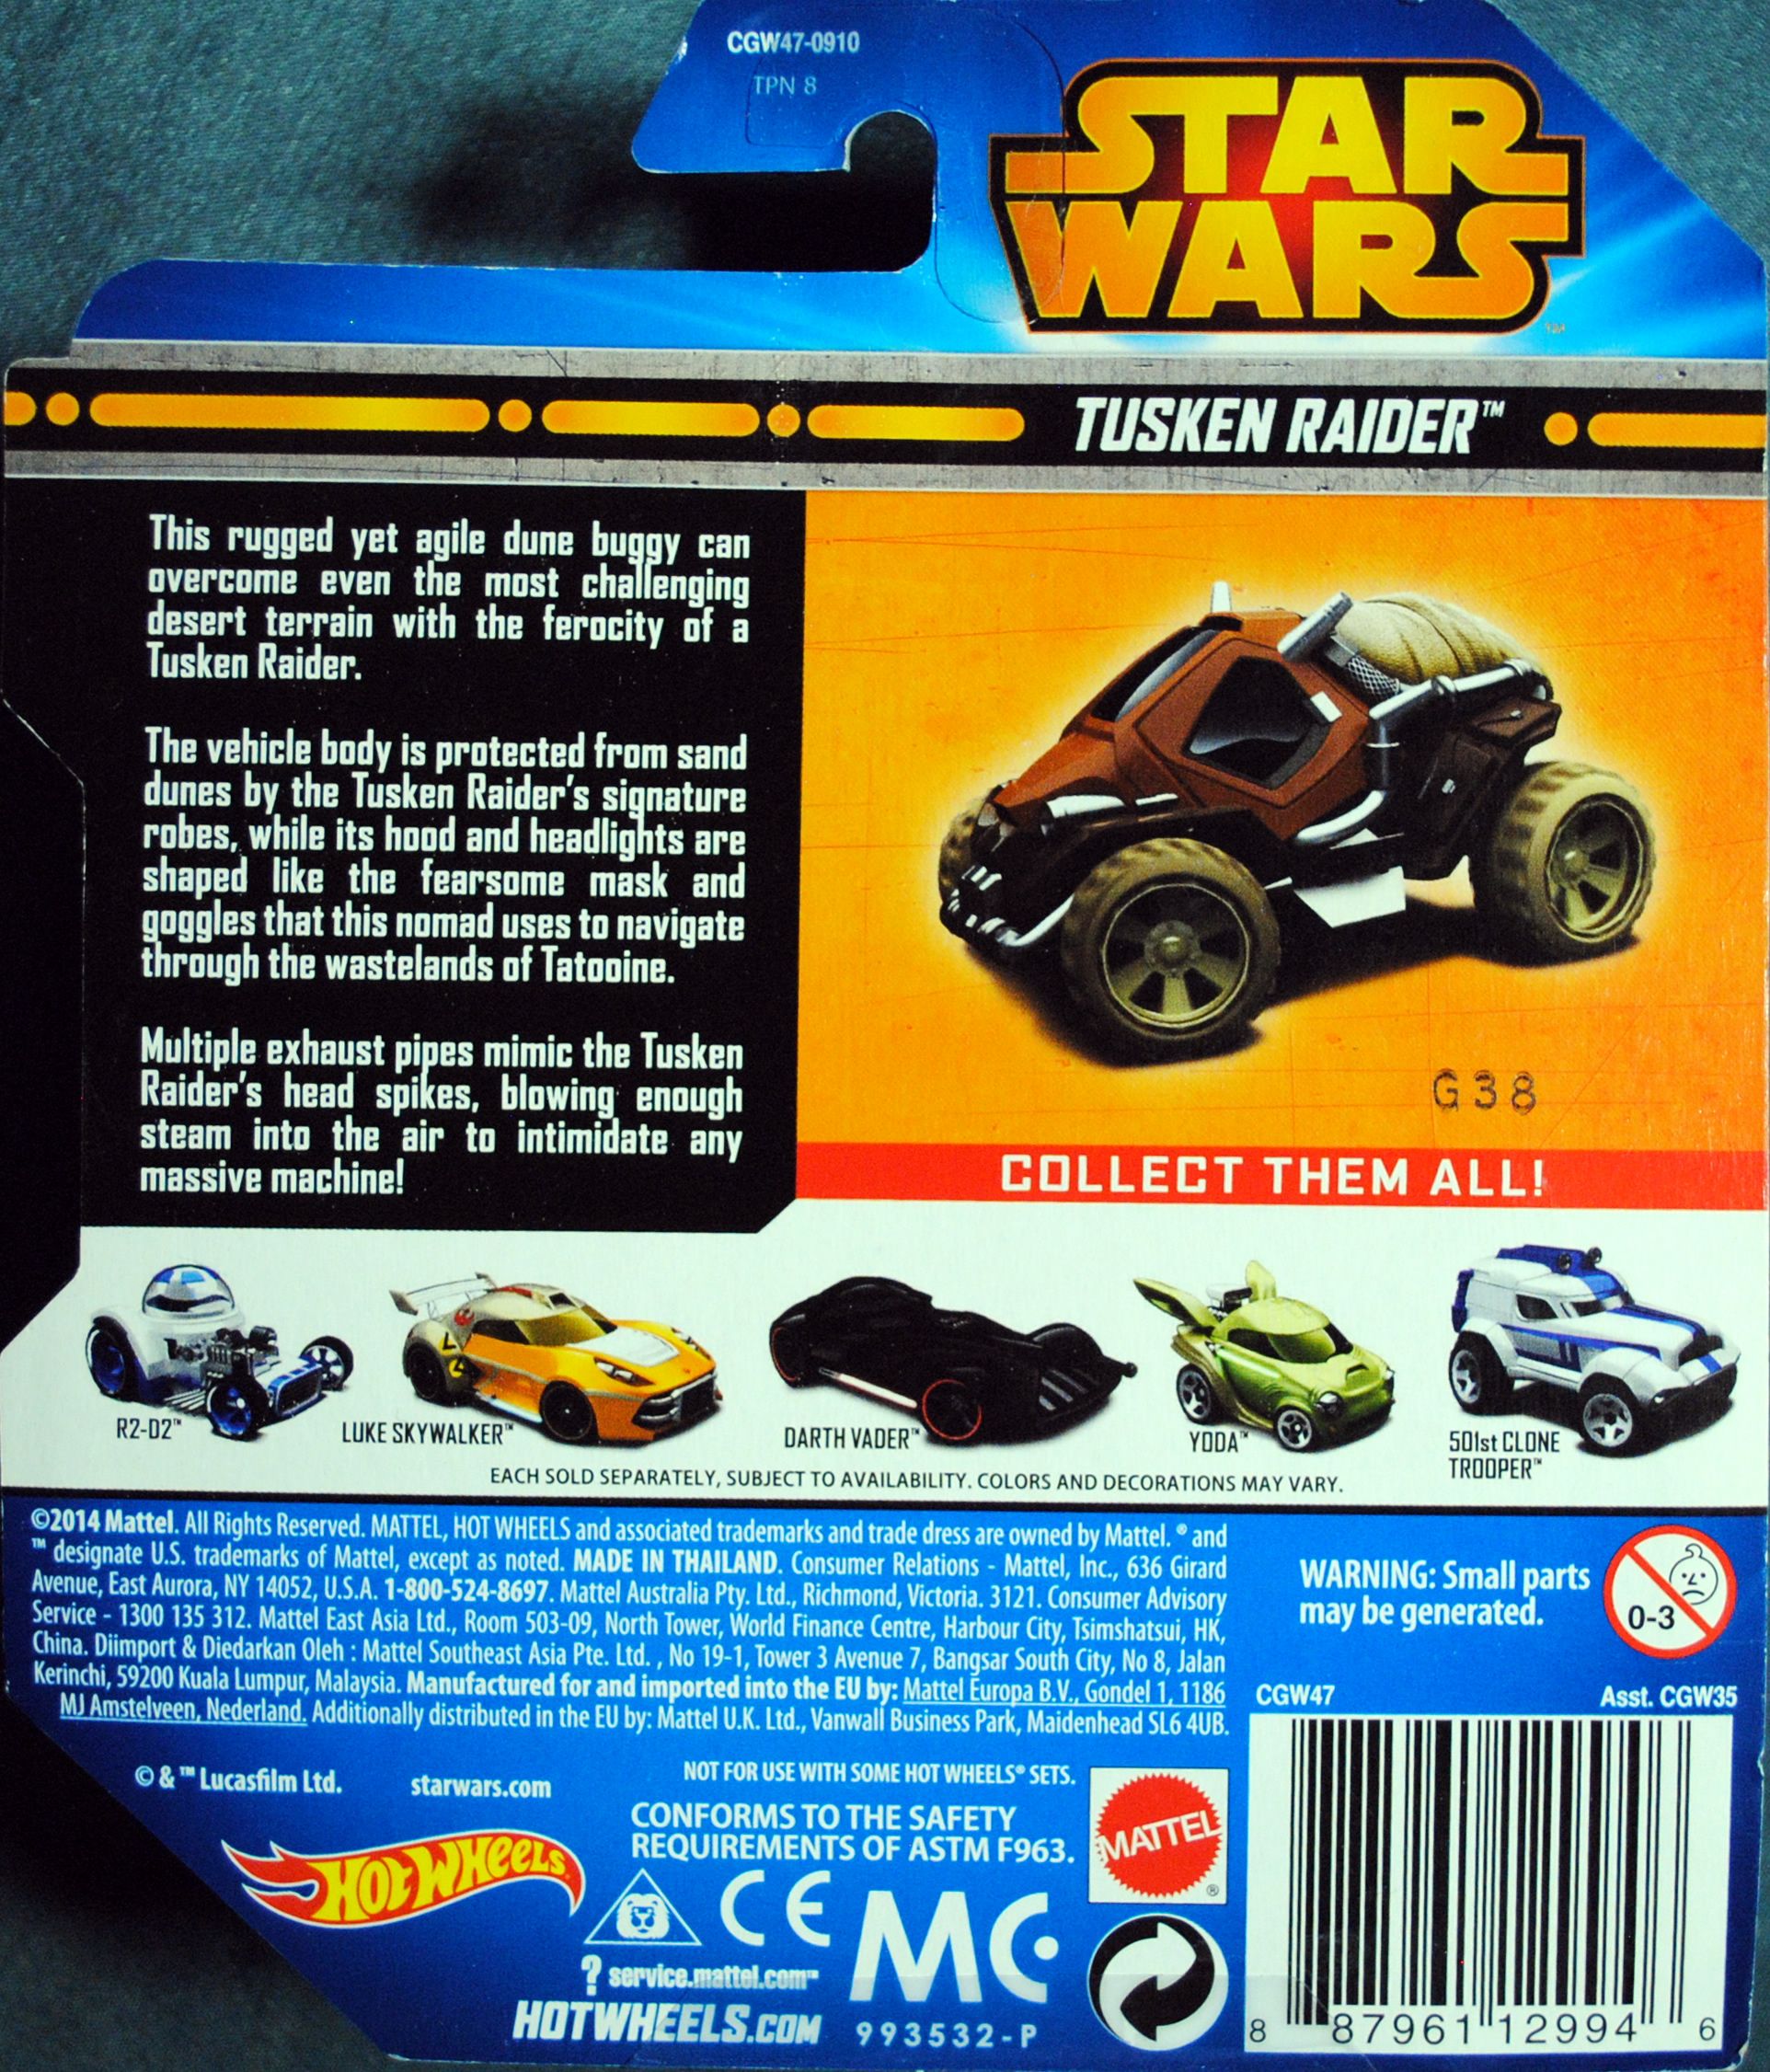 CGW47-0910
TPN 8
STAR
WARS
TUSKEN RAIDER™
This rugged yet agile dune buggy can
overcome even the most challenging
desert terrain with the ferocity of a
Tusken Raider.
The vehicle body is protected from sand
dunes by the Tusken Raider's signature
robes, while its hood and headlights are
shaped like the fearsome mask and
goggles that this nomad uses to navigate
through the wastelands of Tatooine.
Multiple exhaust pipes mimic the Tusken
Raider's head spikes, blowing enough
steam into the air to intimidate any
massive machine!
G38
COLLECT THEM ALL!
R2-D2™
LUKE SKYWALKER™
DARTH VADER™
YODA™
501st CLONE
TROOPER™
EACH SOLD SEPARATELY, SUBJECT TO AVAILABILITY. COLORS AND DECORATIONS MAY VARY.
©2014 Mattel. All Rights Reserved. MATTEL, HOT WHEELS and associated trademarks and trade dress are owned by Mattel. ® and
™ designate U.S. trademarks of Mattel, except as noted. MADE IN THAILAND. Consumer Relations - Mattel, Inc., 636 Girard
Avenue, East Aurora, NY 14052, U.S.A. 1-800-524-8697. Mattel Australia Pty. Ltd., Richmond, Victoria. 3121. Consumer Advisory
Service - 1300 135 312. Mattel East Asia Ltd., Room 503-09, North Tower, World Finance Centre, Harbour City, Tsimshatsui, HK,
China. Diimport & Diedarkan Oleh : Mattel Southeast Asia Pte. Ltd. , No 19-1, Tower 3 Avenue 7, Bangsar South City, No 8, Jalan
Kerinchi, 59200 Kuala Lumpur, Malaysia. Manufactured for and imported into the EU by: Mattel Europa B.V., Gondel 1, 1186
MJ Amstelveen, Nederland. Additionally distributed in the EU by: Mattel U.K. Ltd., Vanwall Business Park, Maidenhead SL6 4UB.
WARNING: Small parts
may be generated.
0-3
CGW47
Asst. CGW35
© & ™ Lucasfilm Ltd.
starwars.com
NOT FOR USE WITH SOME HOT WHEELS® SETS.
CONFORMS TO THE SAFETY
REQUIREMENTS OF ASTM F963.
MATTEL®
HOT WHEELS
CE
MC
? service.mattel.com™
HOTWHEELS.COM
993532-P
8 87961 12994 6